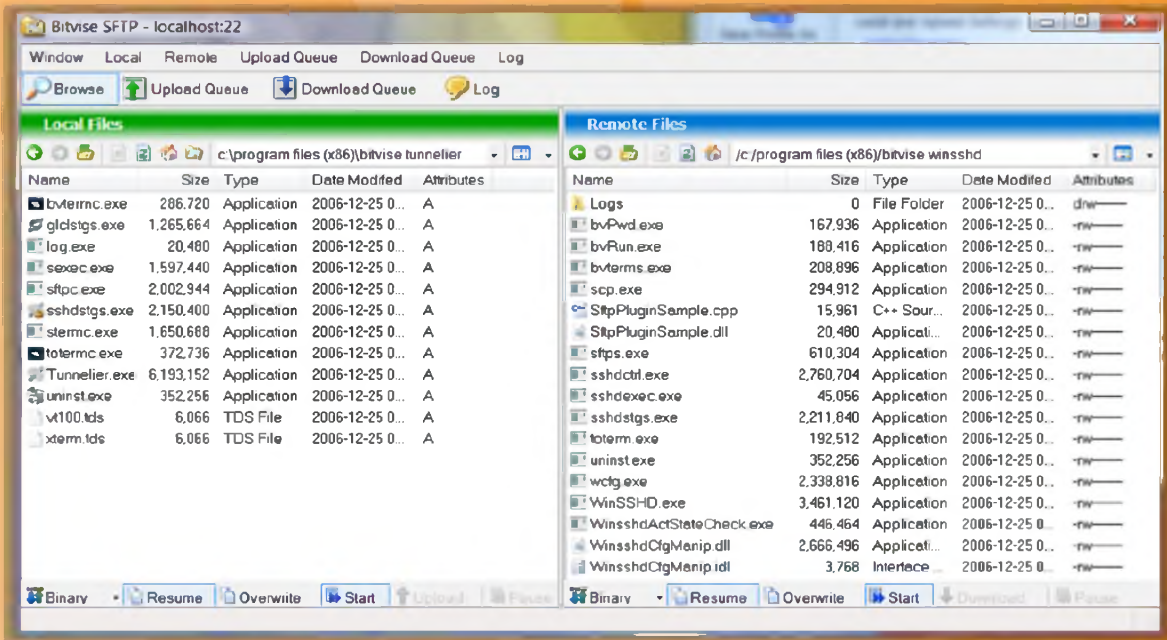 Bitvise SFTP - localhost:22
Window Local Remote Upload Queue Download Queue Log
Browse Upload Queue Download Queue Log
Local Files
c:\program files (x86)\bitvise tunnelier
Name Size Type Date Modifed Attributes
bvtermc.exe 286,720 Application 2006-12-25 0... A
glclstgs.exe 1,265,664 Application 2006-12-25 0... A
log.exe 20,480 Application 2006-12-25 0... A
sexec.exe 1,597,440 Application 2006-12-25 0... A
sftpc.exe 2,002,944 Application 2006-12-25 0... A
sshdstgs.exe 2,150,400 Application 2006-12-25 0... A
stermc.exe 1,650,688 Application 2006-12-25 0... A
totermc.exe 372,736 Application 2006-12-25 0... A
Tunnelier.exe 6,193,152 Application 2006-12-25 0... A
uninst.exe 352,256 Application 2006-12-25 0... A
vt100.tds 6,066 TDS File 2006-12-25 0... A
xterm.tds 6,066 TDS File 2006-12-25 0... A
Binary Resume Overwrite Start Upload Pause
Remote Files
/c:/program files (x86)/bitvise winsshd
Name Size Type Date Modifed Attributes
Logs 0 File Folder 2006-12-25 0... drw------
bvPwd.exe 167,936 Application 2006-12-25 0... -rw------
bvRun.exe 188,416 Application 2006-12-25 0... -rw------
bvterms.exe 208,896 Application 2006-12-25 0... -rw------
scp.exe 294,912 Application 2006-12-25 0... -rw------
SftpPluginSample.cpp 15,961 C++ Sour... 2006-12-25 0... -rw------
SftpPluginSample.dll 20,480 Applicati... 2006-12-25 0... -rw------
sftps.exe 610,304 Application 2006-12-25 0... -rw------
sshdctrl.exe 2,760,704 Application 2006-12-25 0... -rw------
sshdexec.exe 45,056 Application 2006-12-25 0... -rw------
sshdstgs.exe 2,211,840 Application 2006-12-25 0... -rw------
toterm.exe 192,512 Application 2006-12-25 0... -rw------
uninst.exe 352,256 Application 2006-12-25 0... -rw------
wcfg.exe 2,338,816 Application 2006-12-25 0... -rw------
WinSSHD.exe 3,461,120 Application 2006-12-25 0... -rw------
WinsshdActStateCheck.exe 446,464 Application 2006-12-25 0... -rw------
WinsshdCfgManip.dll 2,666,496 Applicati... 2006-12-25 0... -rw------
WinsshdCfgManip.idl 3,768 Interface ... 2006-12-25 0... -rw------
Binary Resume Overwrite Start Download Pause